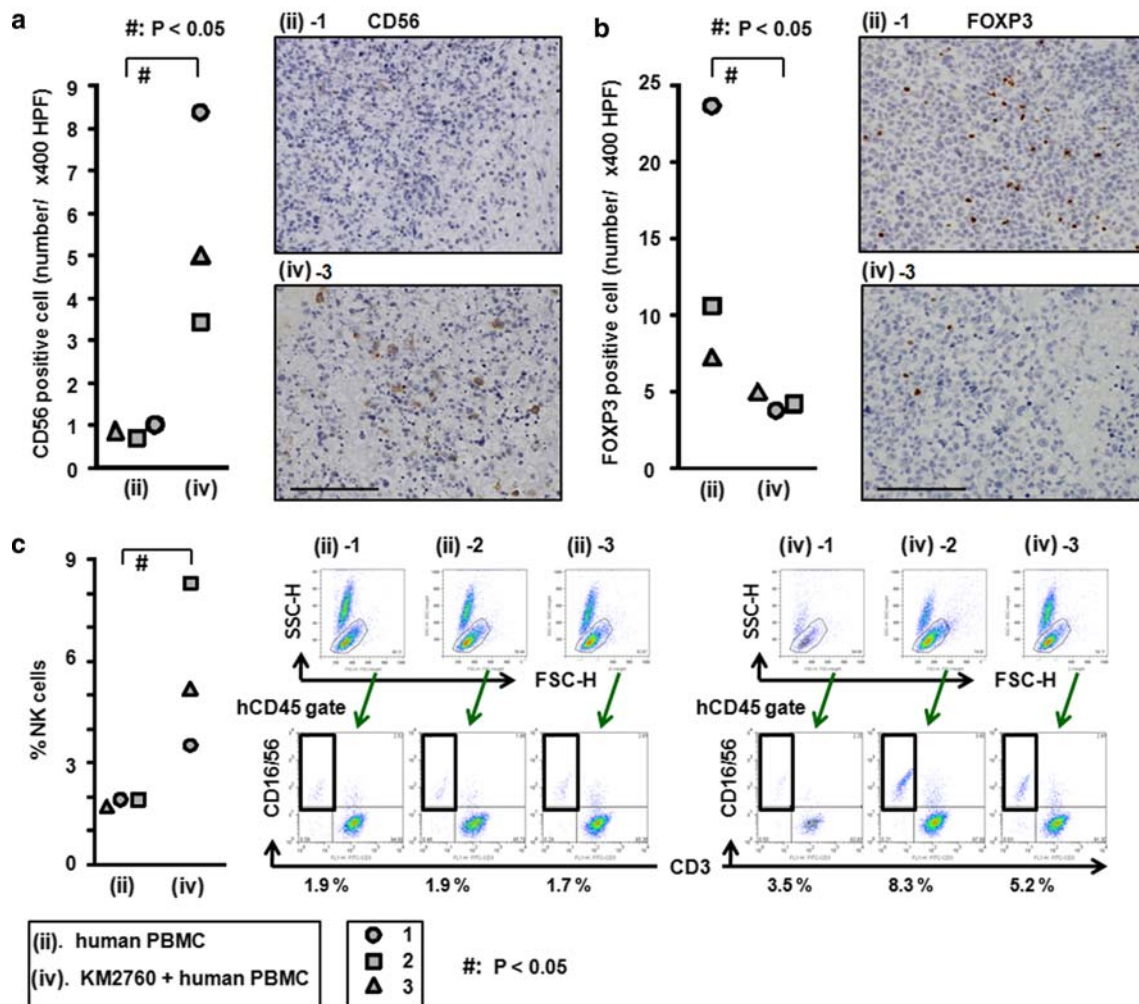 a
#: P < 0.05
#
CD56 positive cell (number/ x400 HPF)
9
8
7
6
5
4
3
2
1
0
(ii)
(iv)
(ii) -1
CD56
(iv) -3
b
#: P < 0.05
#
FOXP3 positive cell (number/ x400 HPF)
25
20
15
10
5
0
(ii)
(iv)
(ii) -1
FOXP3
(iv) -3
c
#
% NK cells
9
6
3
0
(ii)
(iv)
(ii) -1
(ii) -2
(ii) -3
SSC-H
FSC-H
hCD45 gate
CD16/56
1.9 %
1.9 %
1.7 %
CD3
(iv) -1
(iv) -2
(iv) -3
SSC-H
FSC-H
hCD45 gate
CD16/56
3.5 %
8.3 %
5.2 %
(ii). human PBMC
(iv). KM2760 + human PBMC
1
2
3
#: P < 0.05